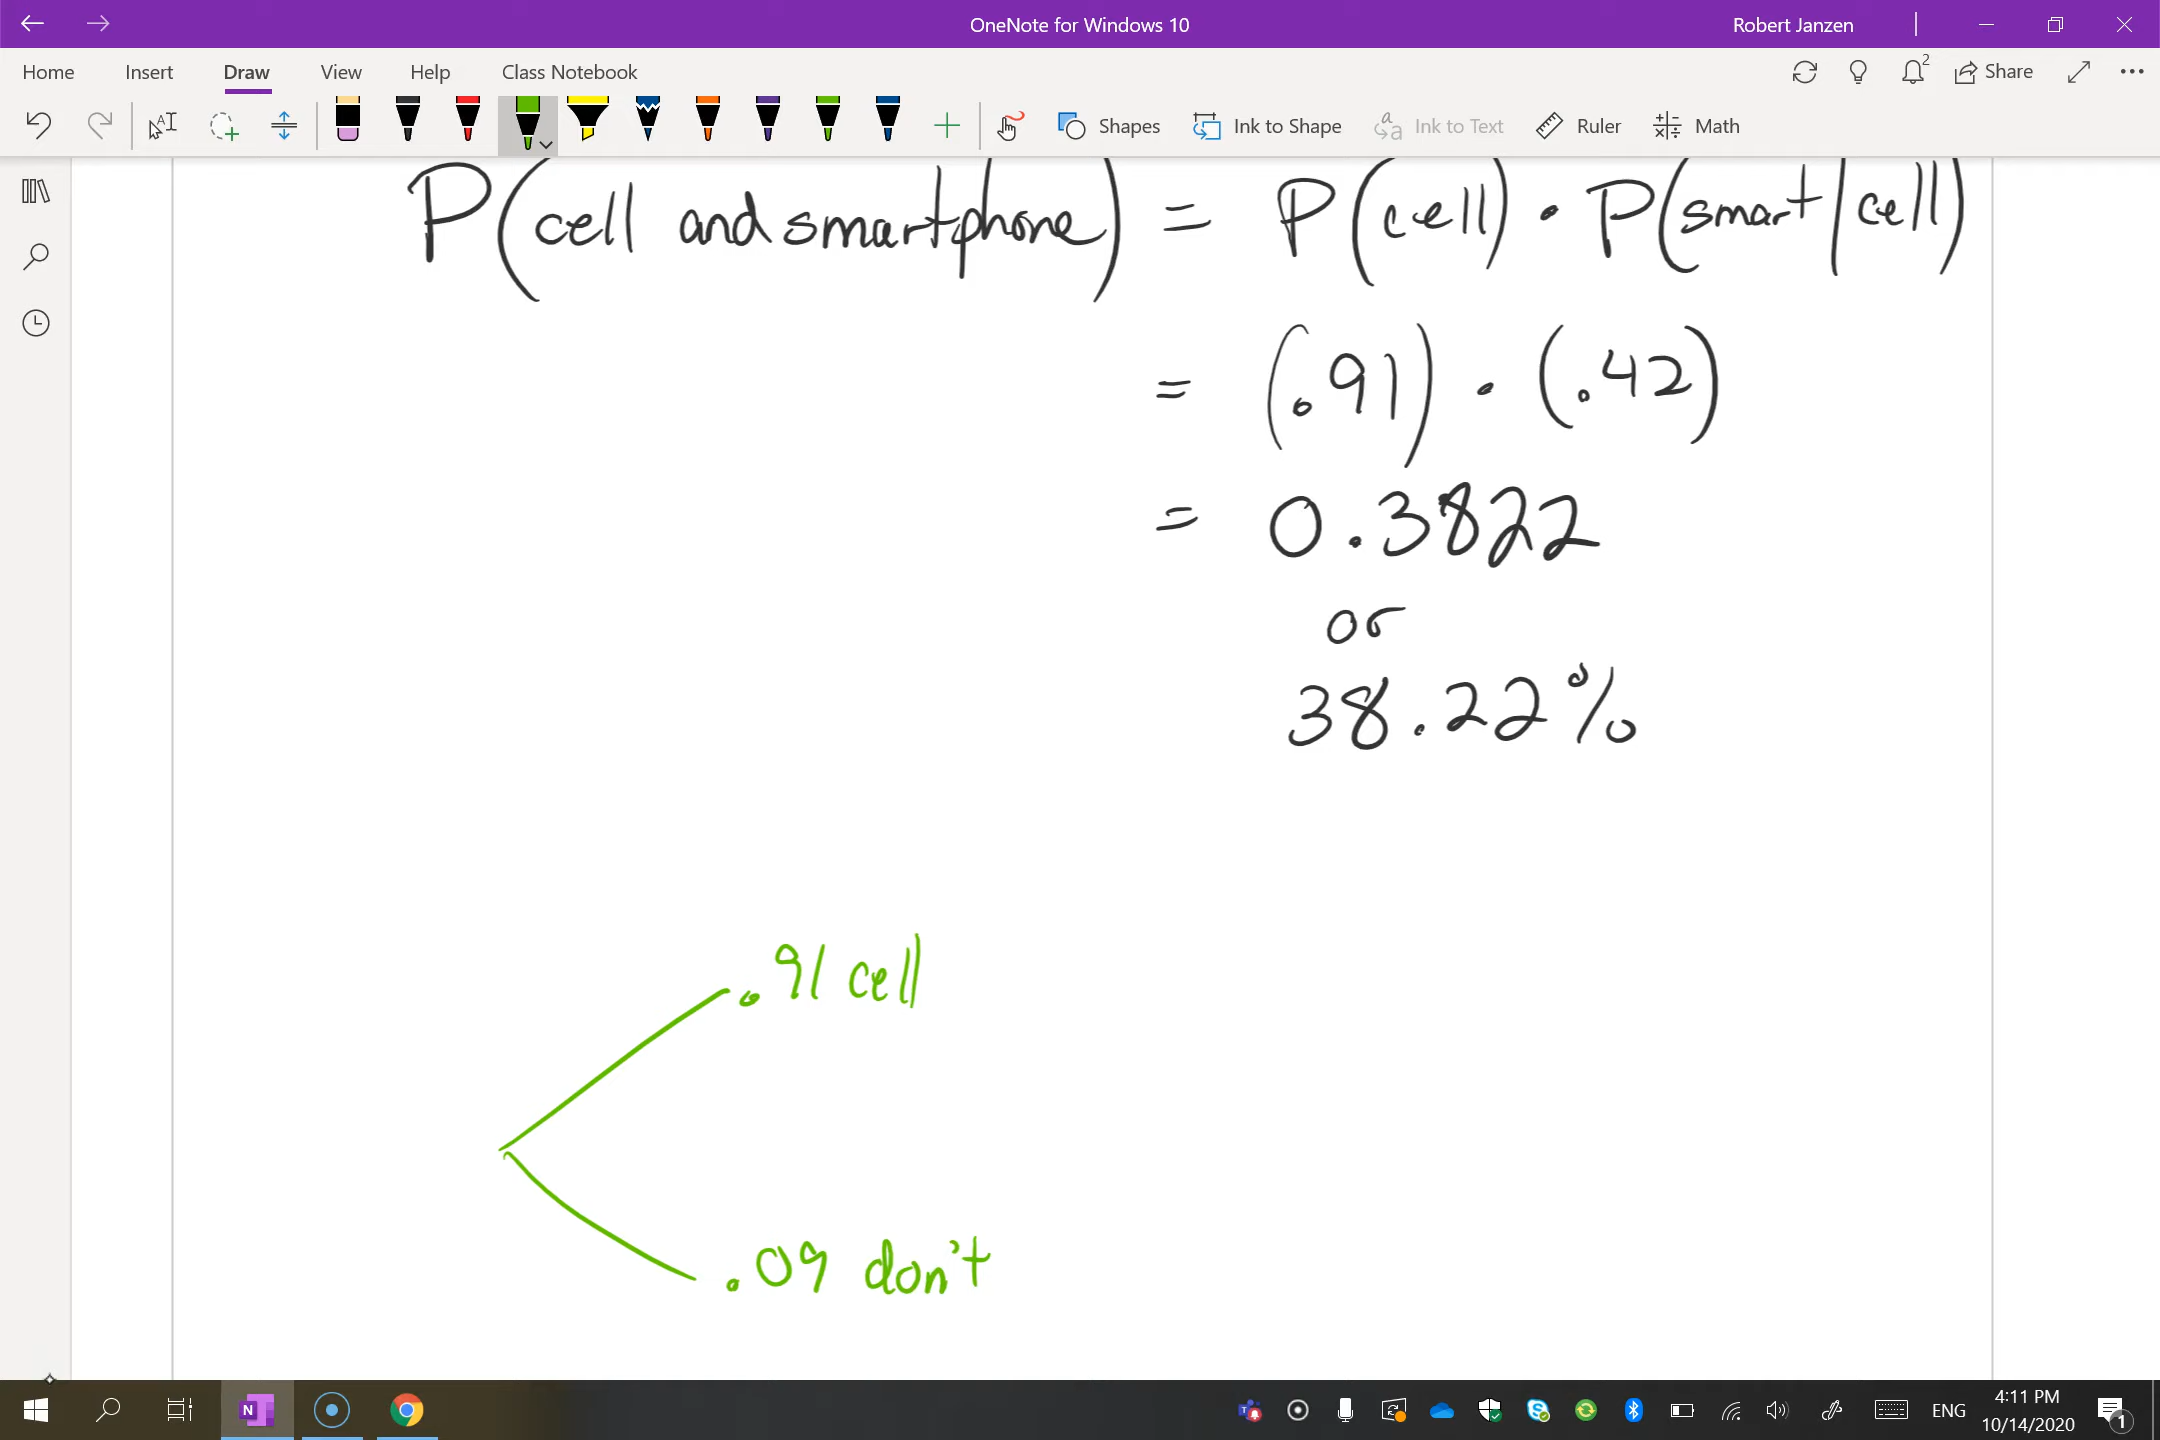 OneNote for Windows 10
Robert Janzen
Home Insert Draw View Help Class Notebook
2
Share
Shapes Ink to Shape Ink to Text Ruler Math
P(cell and smartphone) = P(cell) · P(smart/cell)
= (.91) · (.42)
= 0.3822
or
38.22%
.91 cell
.09 don't
ENG
4:11 PM
10/14/2020
1